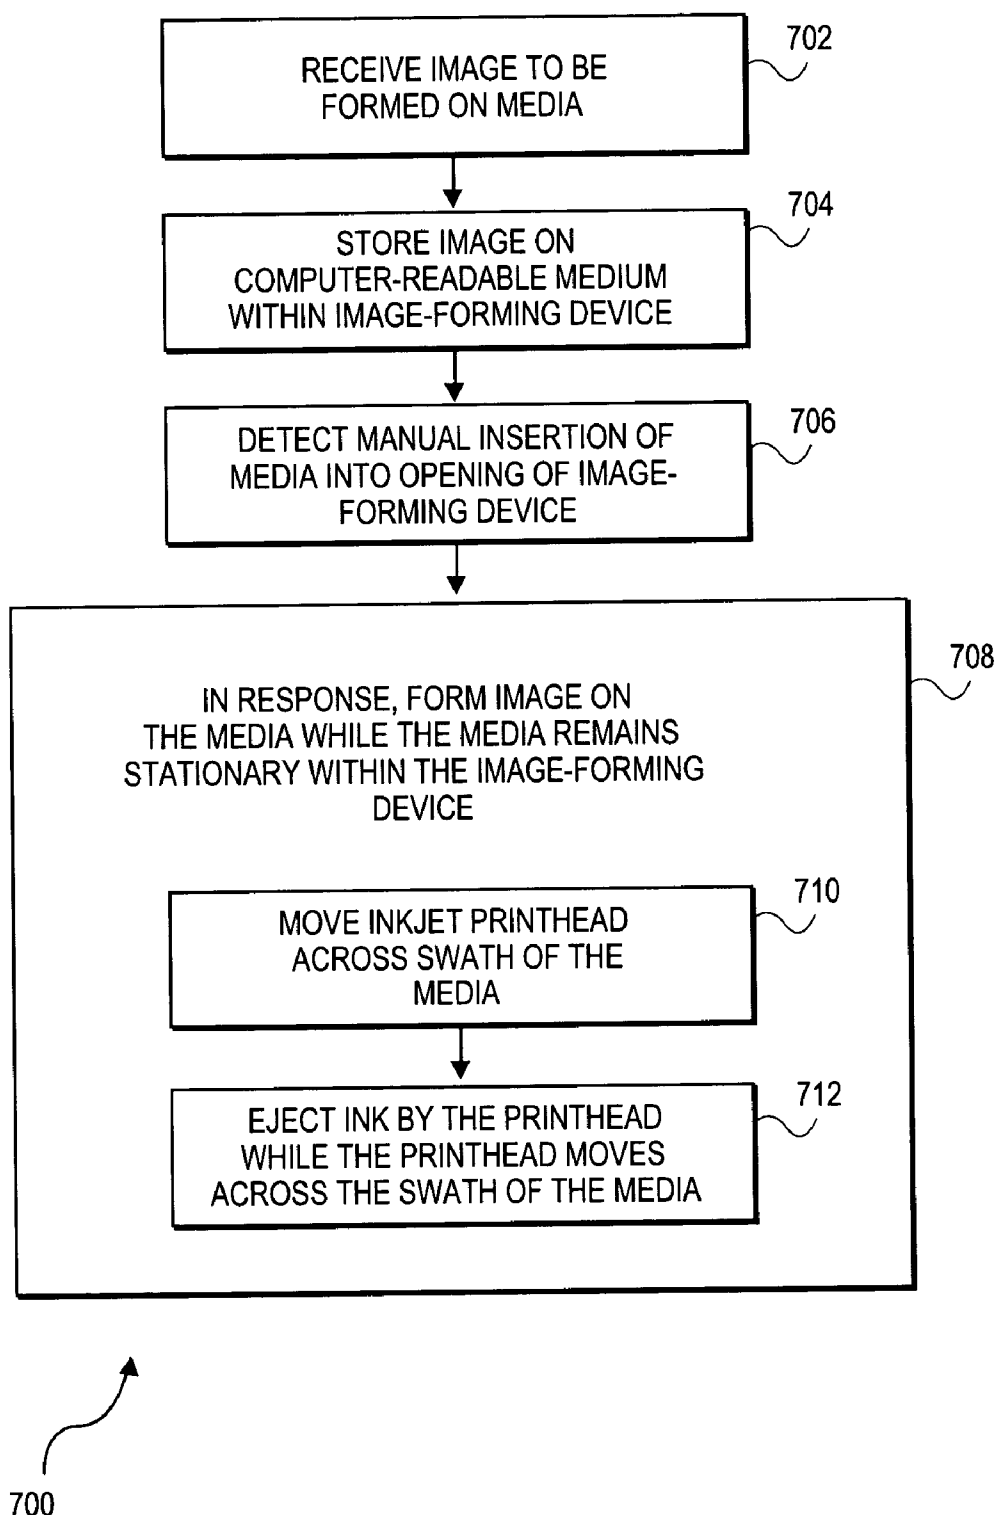 702
RECEIVE IMAGE TO BE
FORMED ON MEDIA
704
STORE IMAGE ON
COMPUTER-READABLE MEDIUM
WITHIN IMAGE-FORMING DEVICE
706
DETECT MANUAL INSERTION OF
MEDIA INTO OPENING OF IMAGE-
FORMING DEVICE
708
IN RESPONSE, FORM IMAGE ON
THE MEDIA WHILE THE MEDIA REMAINS
STATIONARY WITHIN THE IMAGE-FORMING
DEVICE
710
MOVE INKJET PRINTHEAD
ACROSS SWATH OF THE
MEDIA
712
EJECT INK BY THE PRINTHEAD
WHILE THE PRINTHEAD MOVES
ACROSS THE SWATH OF THE MEDIA
700